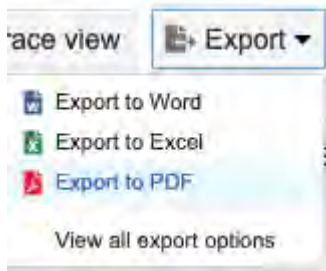 race view Export
Export to Word
Export to Excel
Export to PDF
View all export options